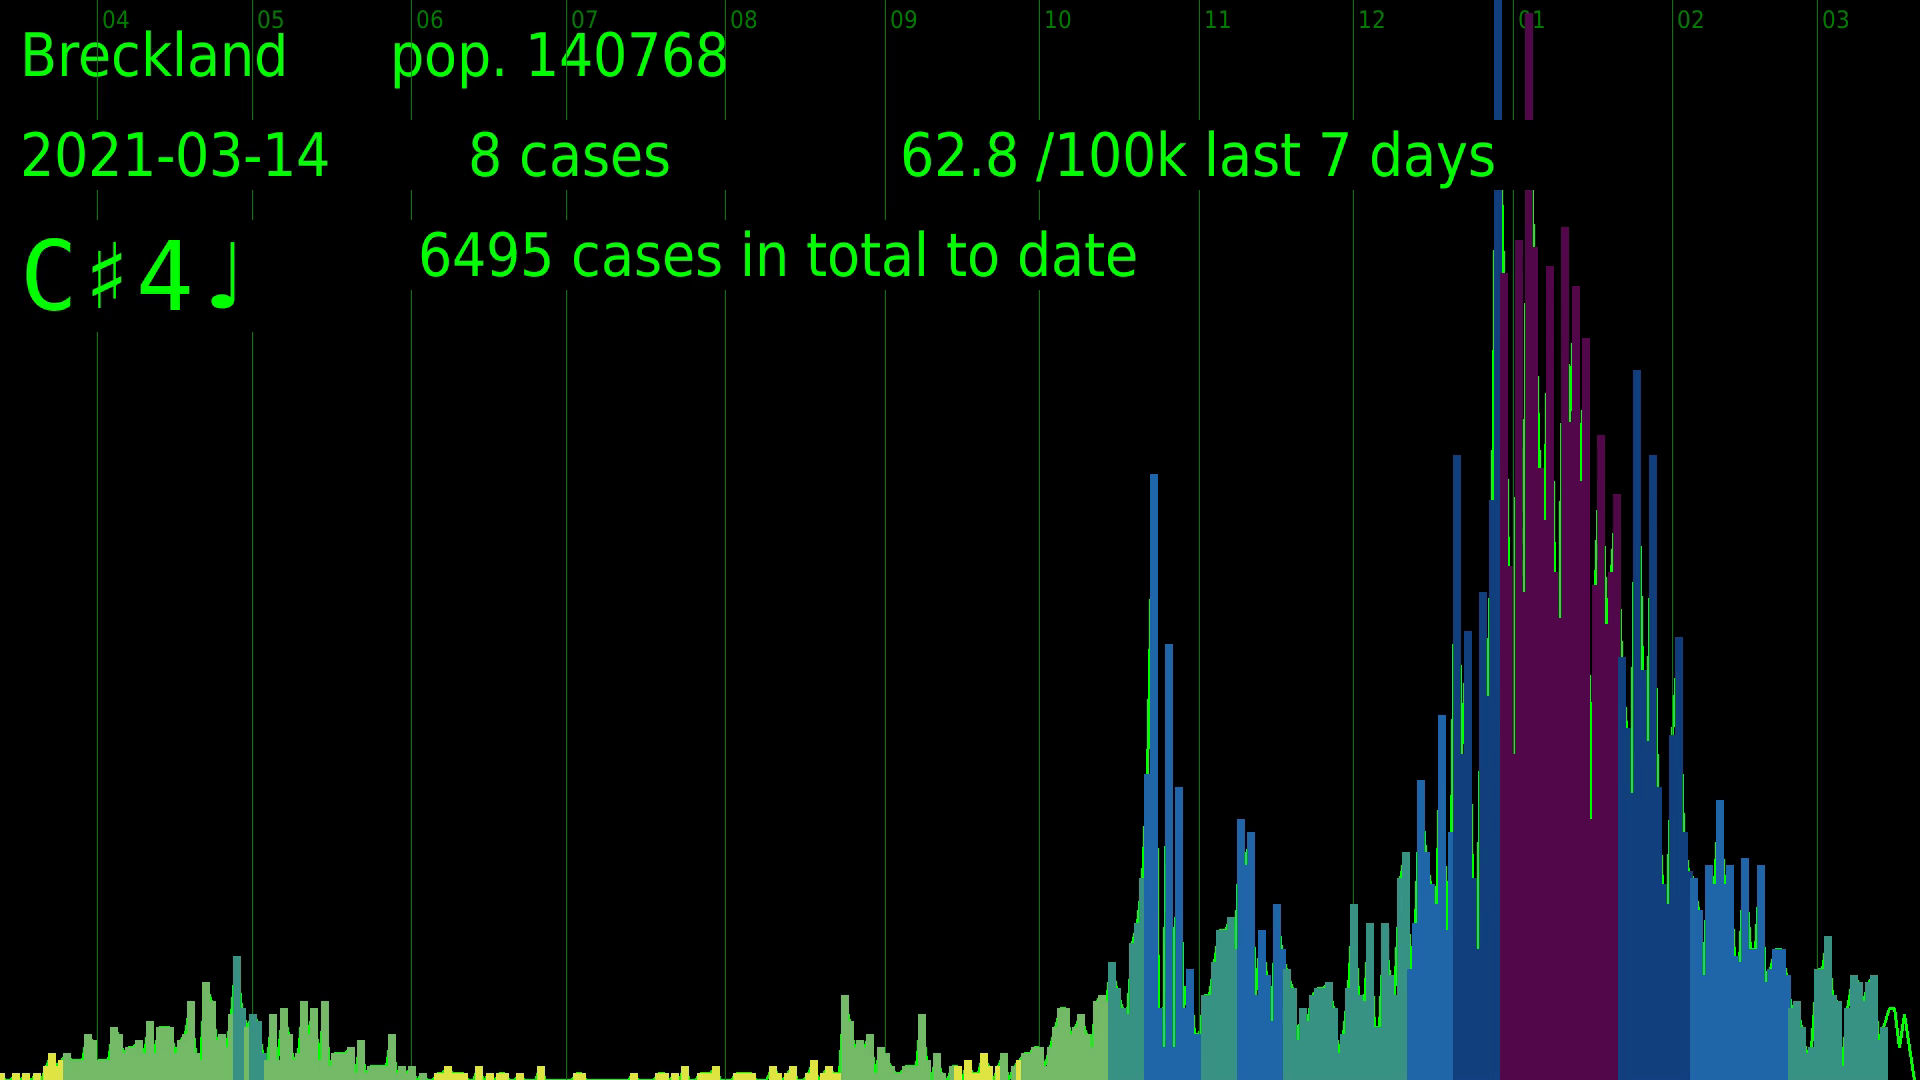 04 05 06 07 08 09 10 11 12 01 02 03
Breckland pop. 140768
2021-03-14 8 cases 62.8 /100k last 7 days
C♯4♩ 6495 cases in total to date